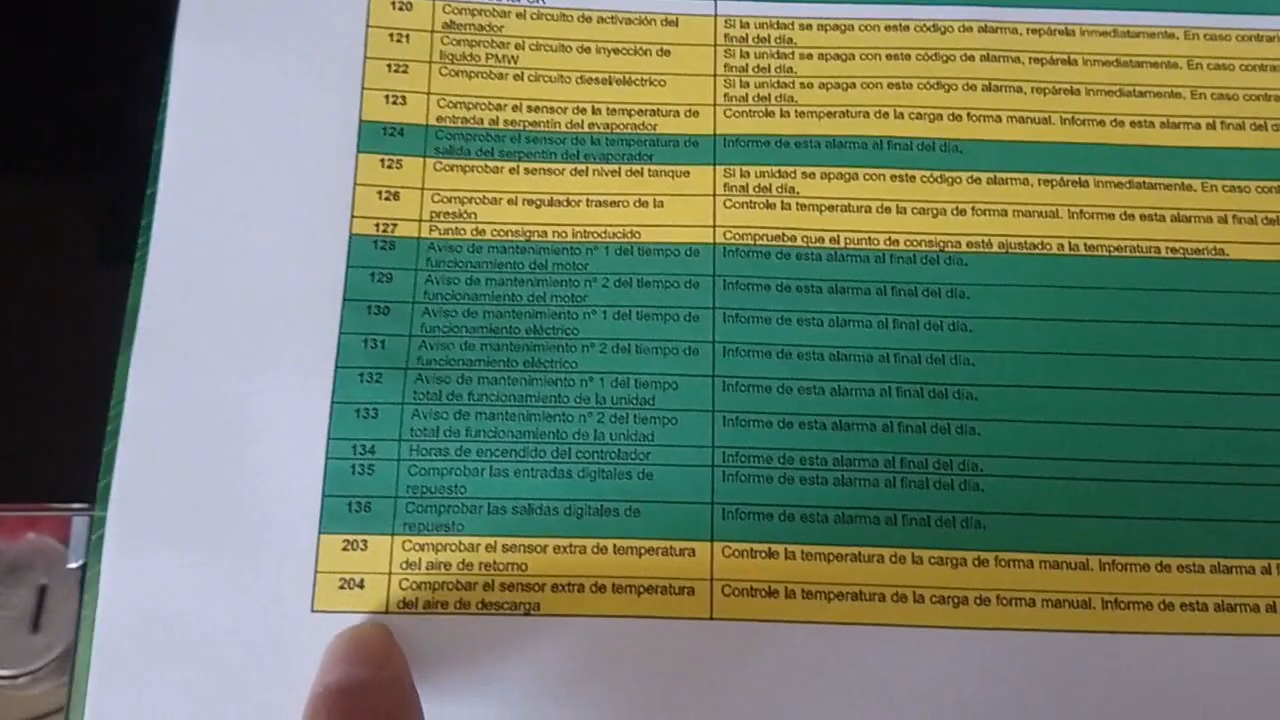 120 Comprobar el circuito de activación del
alternador
Si la unidad se apaga con este código de alarma, repárela inmediatamente. En caso contrar
final del día.
121 Comprobar el circuito de inyección de
líquido PMW
Si la unidad se apaga con este código de alarma, repárela inmediatamente. En caso contra
final del día.
122 Comprobar el circuito diesel/eléctrico
Si la unidad se apaga con este código de alarma, repárela inmediatamente. En caso contra
final del día.
123 Comprobar el sensor de la temperatura de
entrada al serpentín del evaporador
Controle la temperatura de la carga de forma manual. Informe de esta alarma al final del
124 Comprobar el sensor de la temperatura de
salida del serpentín del evaporador
Informe de esta alarma al final del día.
125 Comprobar el sensor del nivel del tanque
Si la unidad se apaga con este código de alarma, repárela inmediatamente. En caso con
final del día.
126 Comprobar el regulador trasero de la
presión
Controle la temperatura de la carga de forma manual. Informe de esta alarma al final del
127 Punto de consigna no introducido
Compruebe que el punto de consigna esté ajustado a la temperatura requerida.
128 Aviso de mantenimiento nº 1 del tiempo de
funcionamiento del motor
Informe de esta alarma al final del día.
129 Aviso de mantenimiento nº 2 del tiempo de
funcionamiento del motor
Informe de esta alarma al final del día.
130 Aviso de mantenimiento nº 1 del tiempo de
funcionamiento eléctrico
Informe de esta alarma al final del día.
131 Aviso de mantenimiento nº 2 del tiempo de
funcionamiento eléctrico
Informe de esta alarma al final del día.
132 Aviso de mantenimiento nº 1 del tiempo
total de funcionamiento de la unidad
Informe de esta alarma al final del día.
133 Aviso de mantenimiento nº 2 del tiempo
total de funcionamiento de la unidad
Informe de esta alarma al final del día.
134 Horas de encendido del controlador
Informe de esta alarma al final del día.
135 Comprobar las entradas digitales de
repuesto
Informe de esta alarma al final del día.
136 Comprobar las salidas digitales de
repuesto
Informe de esta alarma al final del día.
203 Comprobar el sensor extra de temperatura
del aire de retorno
Controle la temperatura de la carga de forma manual. Informe de esta alarma al
204 Comprobar el sensor extra de temperatura
del aire de descarga
Controle la temperatura de la carga de forma manual. Informe de esta alarma al